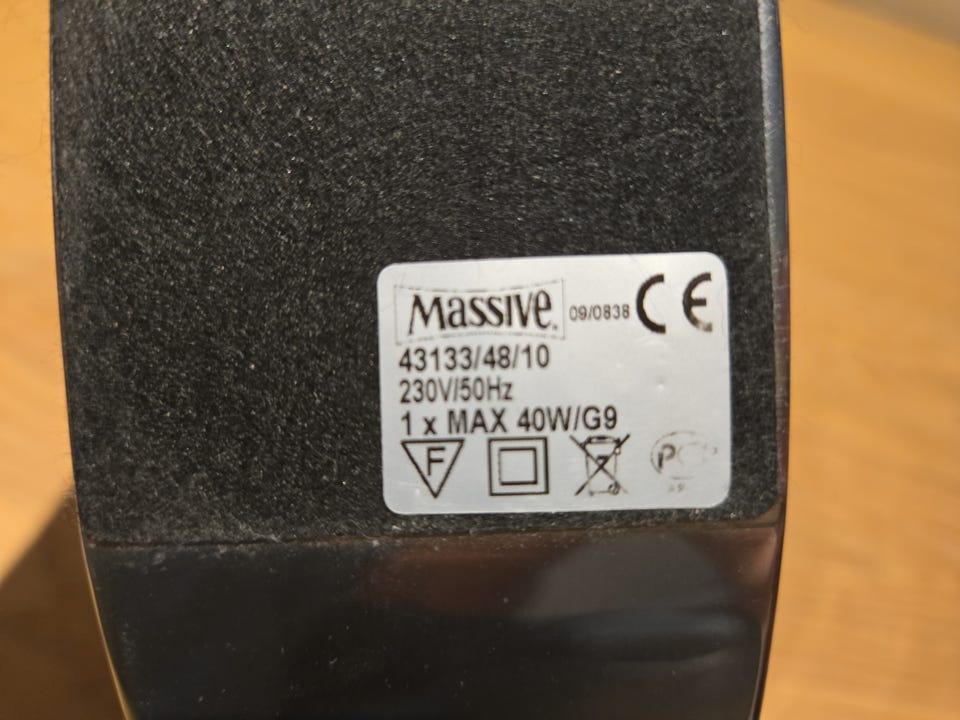 Massive. 09/0838 CE
43133/48/10
230V/50Hz
1 x MAX 40W/G9
F